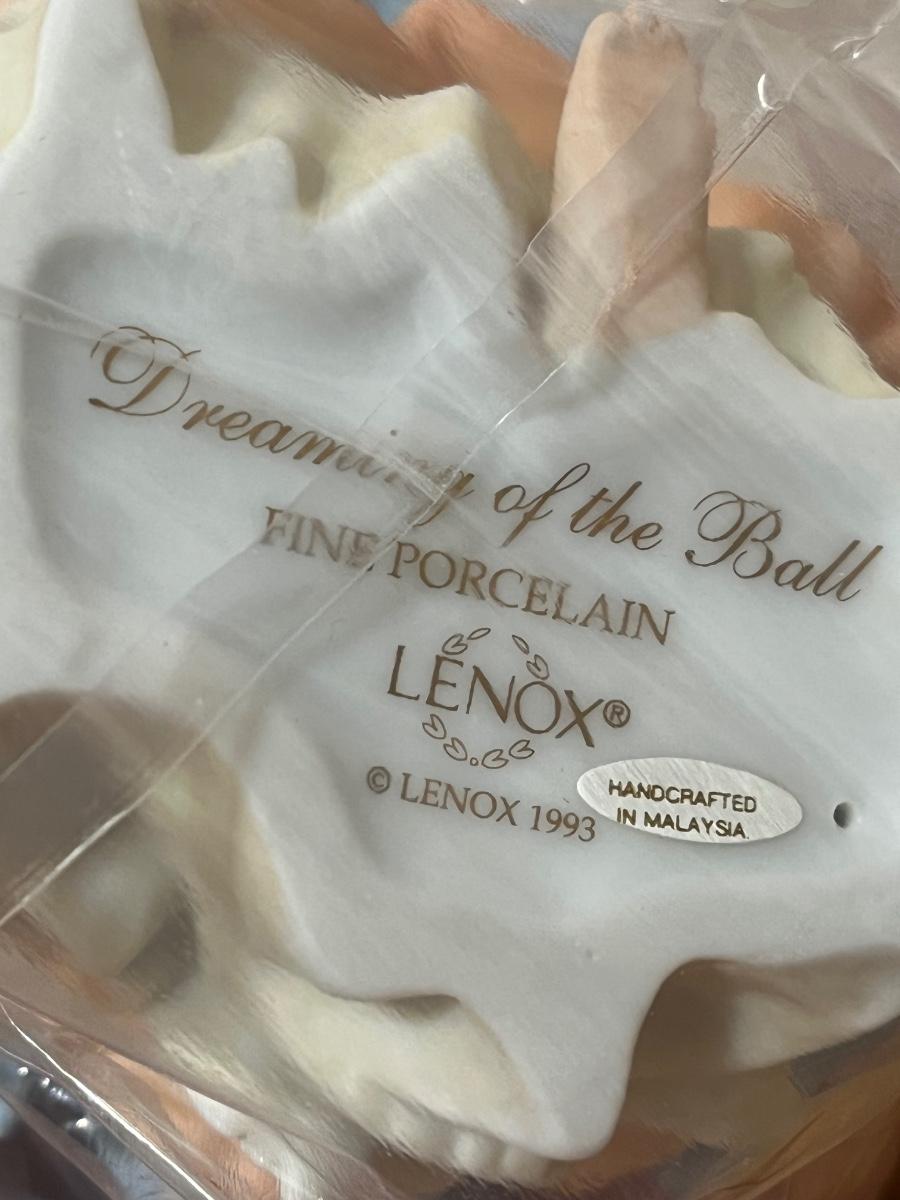 Dreaming of the Ball
FINE PORCELAIN
LENOX®
© LENOX 1993
HANDCRAFTED
IN MALAYSIA